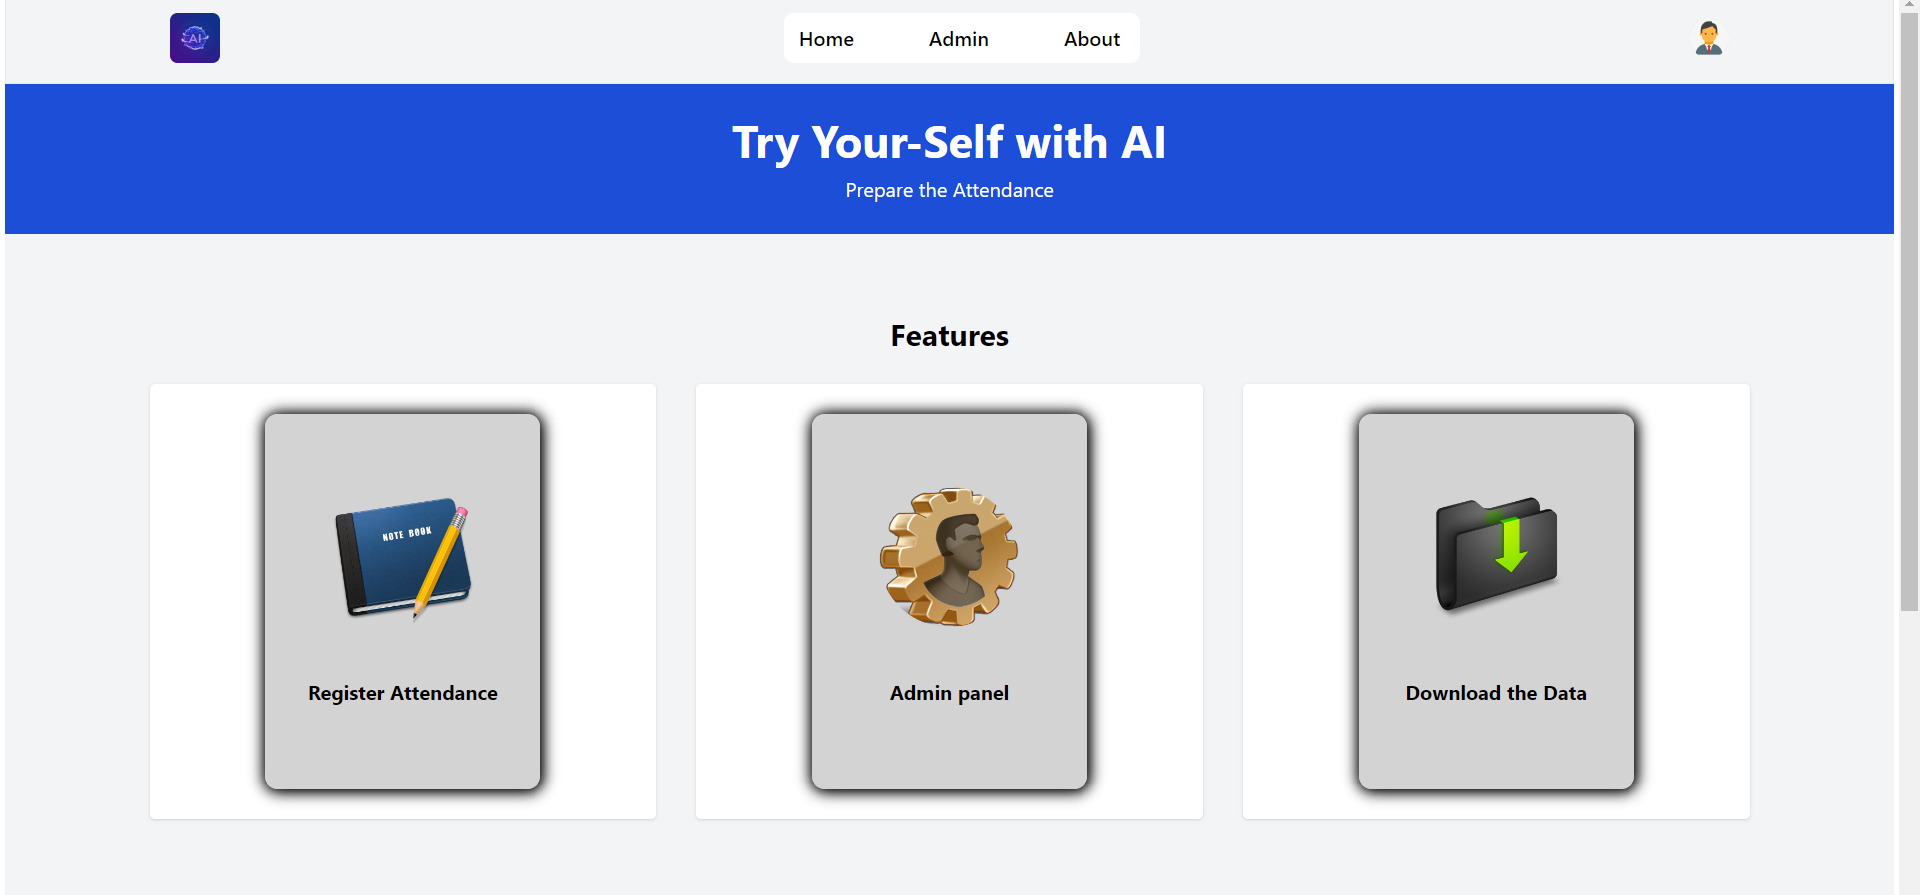 AI
Home Admin About
Try Your-Self with AI
Prepare the Attendance
Features
NOTE BOOK
Register Attendance
Admin panel
Download the Data